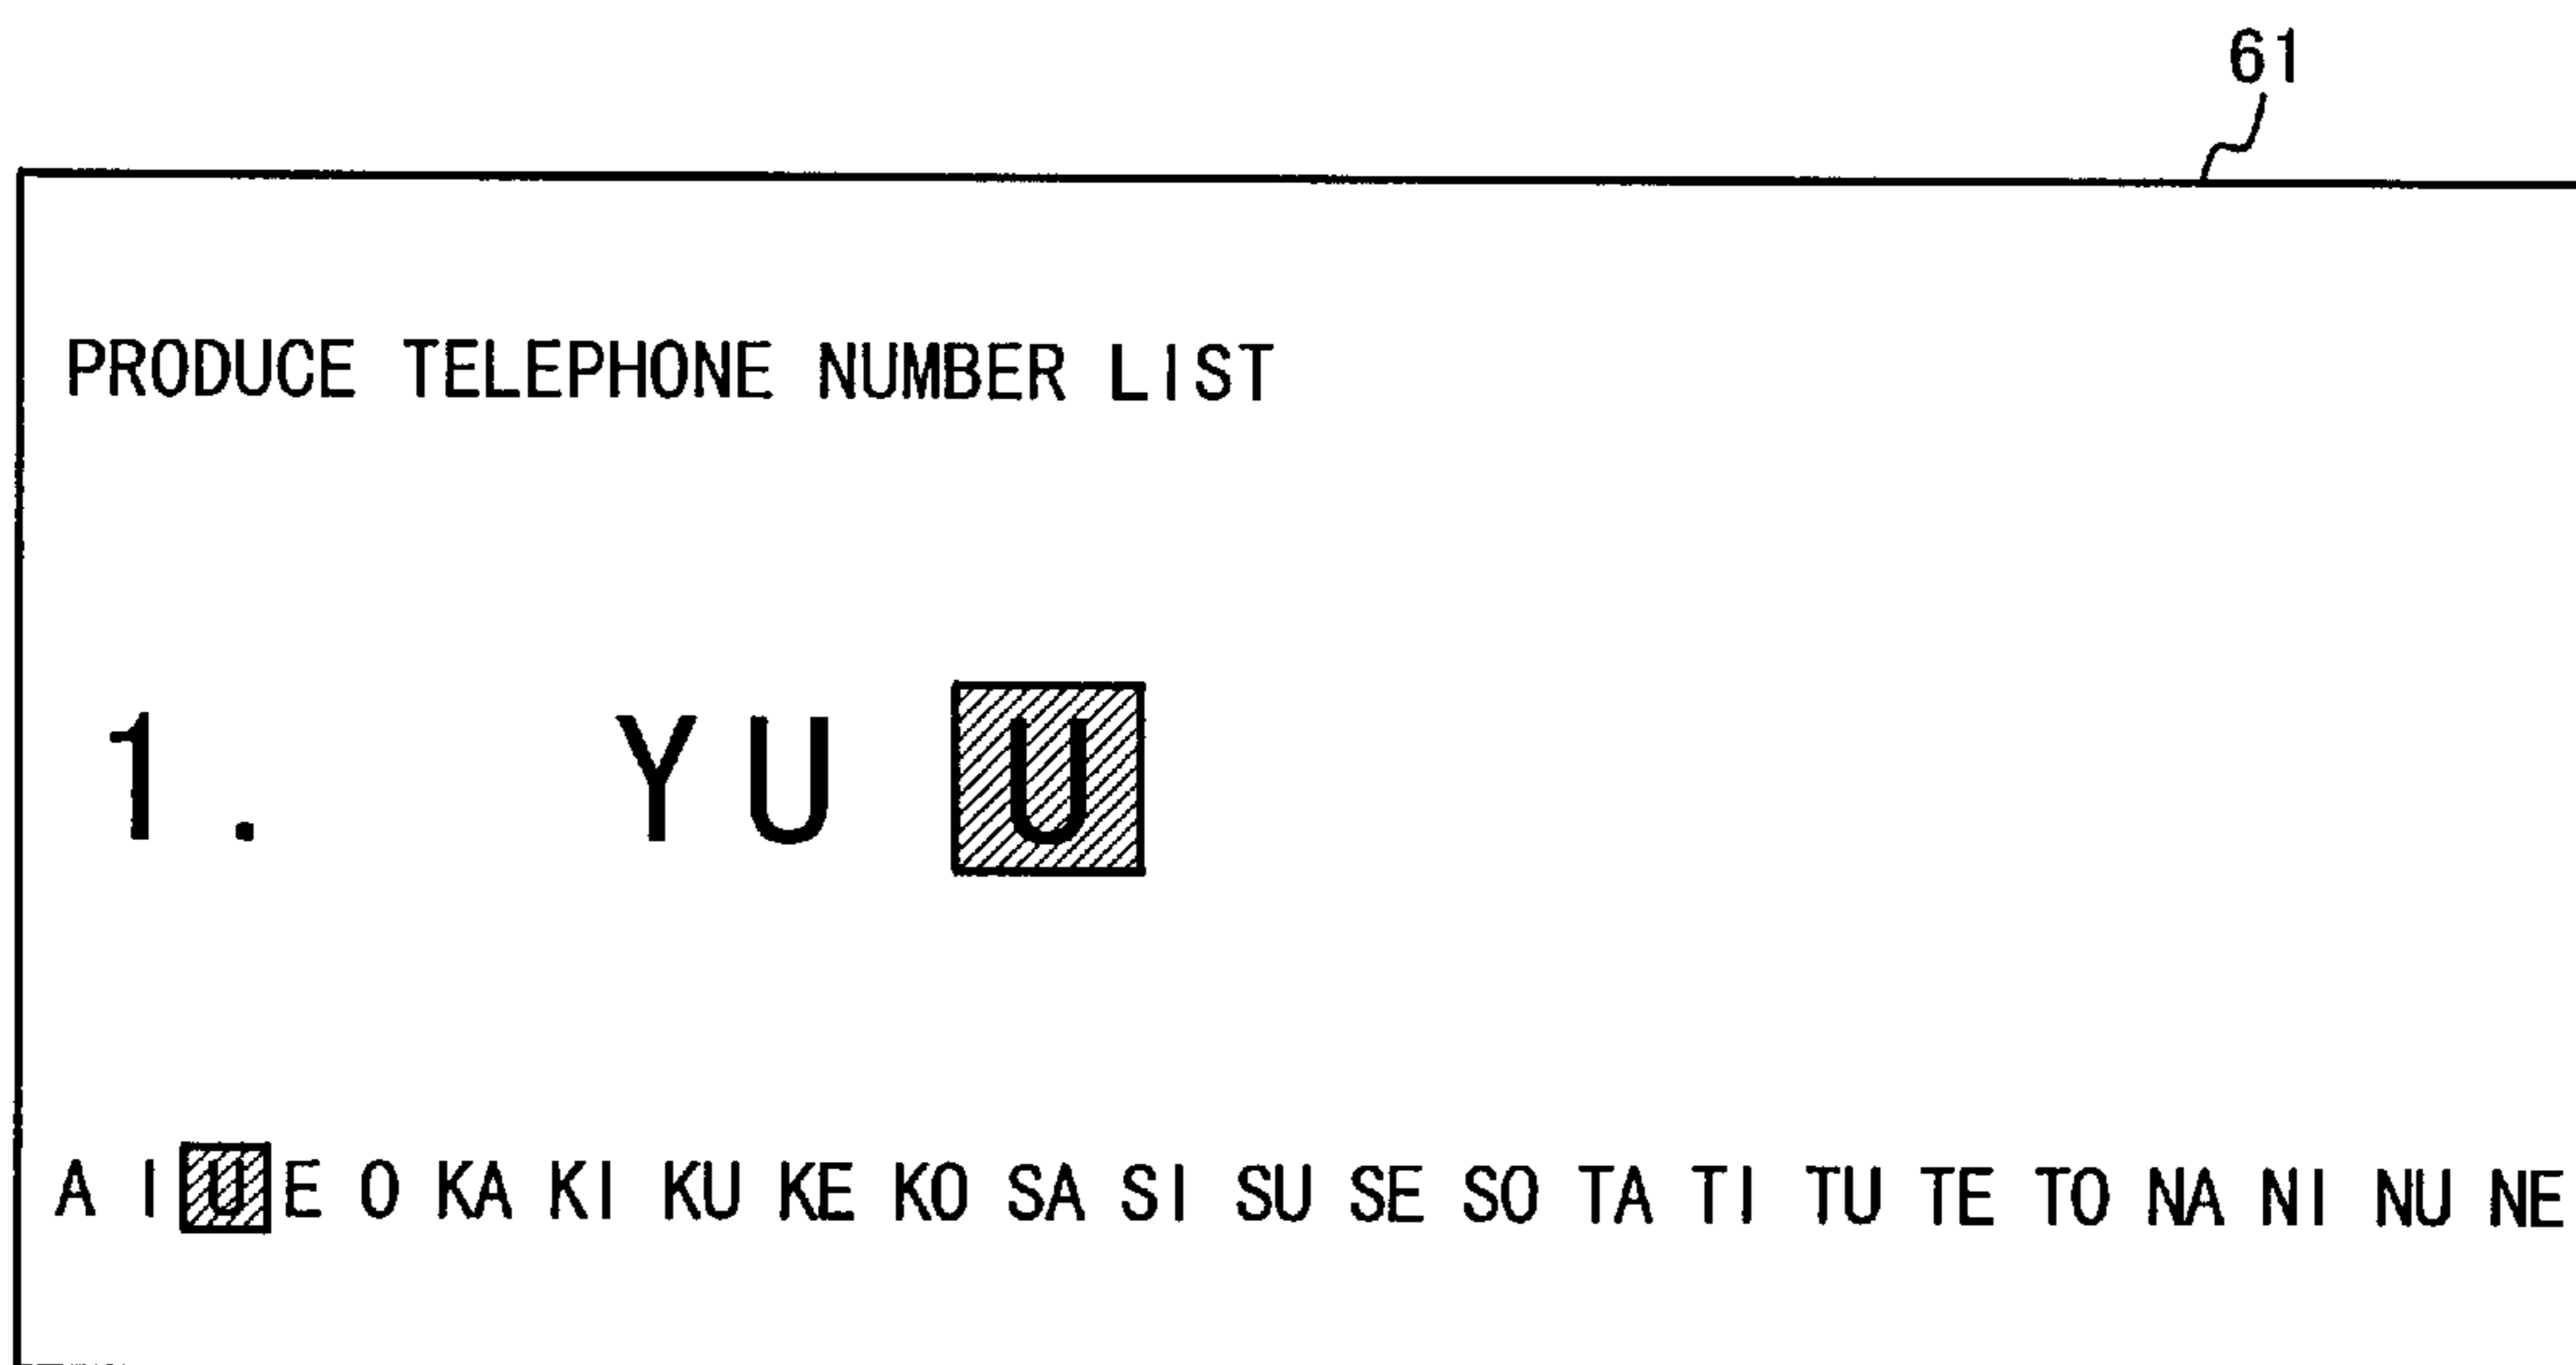 61
PRODUCE TELEPHONE NUMBER LIST
1. YU U
A I U E O KA KI KU KE KO SA SI SU SE SO TA TI TU TE TO NA NI NU NE